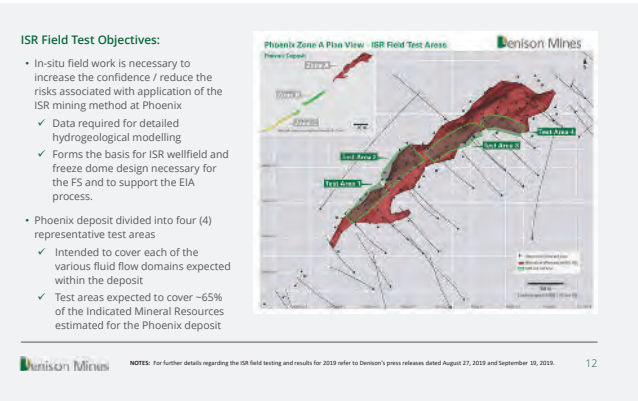 ISR Field Test Objectives:
• In-situ field work is necessary to
increase the confidence / reduce the
risks associated with application of the
ISR mining method at Phoenix
✓ Data required for detailed
hydrogeological modelling
✓ Forms the basis for ISR wellfield and
freeze dome design necessary for
the FS and to support the EIA
process.
• Phoenix deposit divided into four (4)
representative test areas
✓ Intended to cover each of the
various fluid flow domains expected
within the deposit
✓ Test areas expected to cover ~65%
of the Indicated Mineral Resources
estimated for the Phoenix deposit
Phoenix Zone A Plan View - ISR Field Test Areas
Denison Mines
Phoenix Deposit
Zone A
Zone B
Test Area 4
Test Area 3
Test Area 2
Test Area 1
Denison Mines
NOTES: For further details regarding the ISR field testing and results for 2019 refer to Denison's press releases dated August 27, 2019 and September 19, 2019.
12